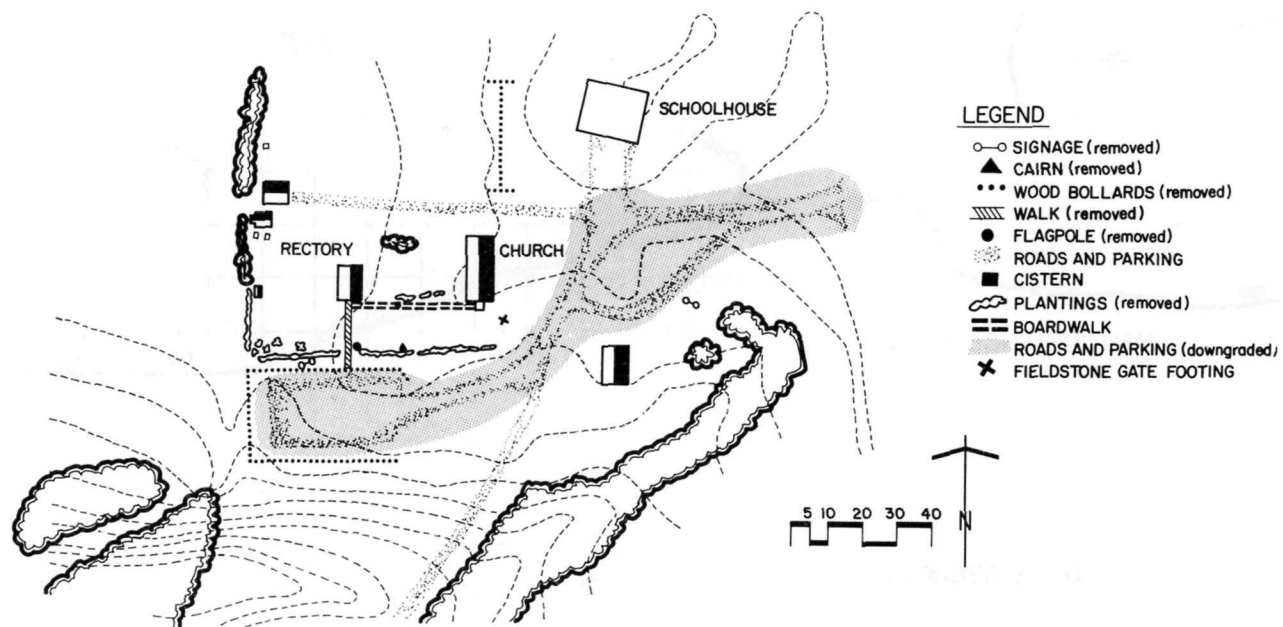 SCHOOLHOUSE
RECTORY
CHURCH
LEGEND
SIGNAGE (removed)
CAIRN (removed)
WOOD BOLLARDS (removed)
WALK (removed)
FLAGPOLE (removed)
ROADS AND PARKING
CISTERN
PLANTINGS (removed)
BOARDWALK
ROADS AND PARKING (downgraded)
FIELDSTONE GATE FOOTING
5 10 20 30 40
N